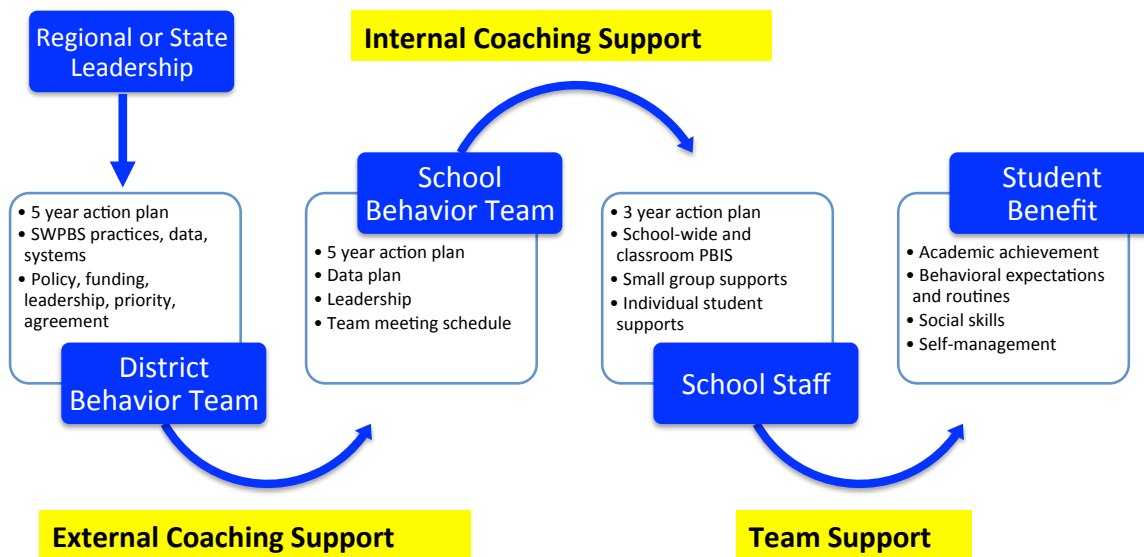 Regional or State
Leadership
Internal Coaching Support
• 5 year action plan
• SWPBS practices, data,
systems
• Policy, funding,
leadership, priority,
agreement
District
Behavior Team
School
Behavior Team
• 5 year action plan
• Data plan
• Leadership
• Team meeting schedule
• 3 year action plan
• School-wide and
classroom PBIS
• Small group supports
• Individual student
supports
School Staff
Student
Benefit
• Academic achievement
• Behavioral expectations
and routines
• Social skills
• Self-management
External Coaching Support
Team Support